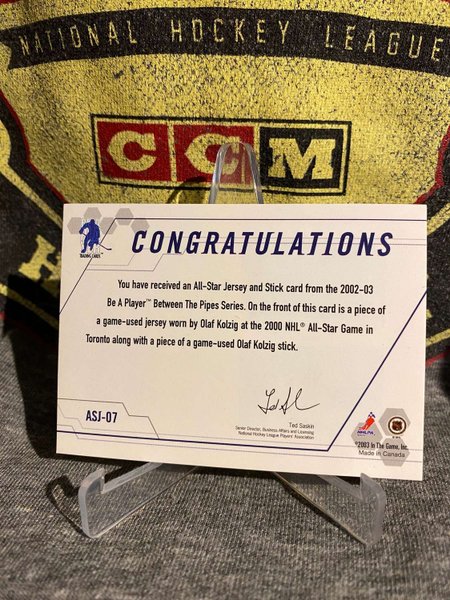 NATIONAL HOCKEY LEAGUE
CCM
CONGRATULATIONS
TRADING CARDS
You have received an All-Star Jersey and Stick card from the 2002-03
Be A Player™ Between The Pipes Series. On the front of this card is a piece of
a game-used jersey worn by Olaf Kolzig at the 2000 NHL® All-Star Game in
Toronto along with a piece of a game-used Olaf Kolzig stick.
ASJ-07
Ted Saskin
Senior Director, Business Affairs and Licensing
National Hockey League Players' Association
NHLPA
©2003 In The Game, Inc.
Made in Canada